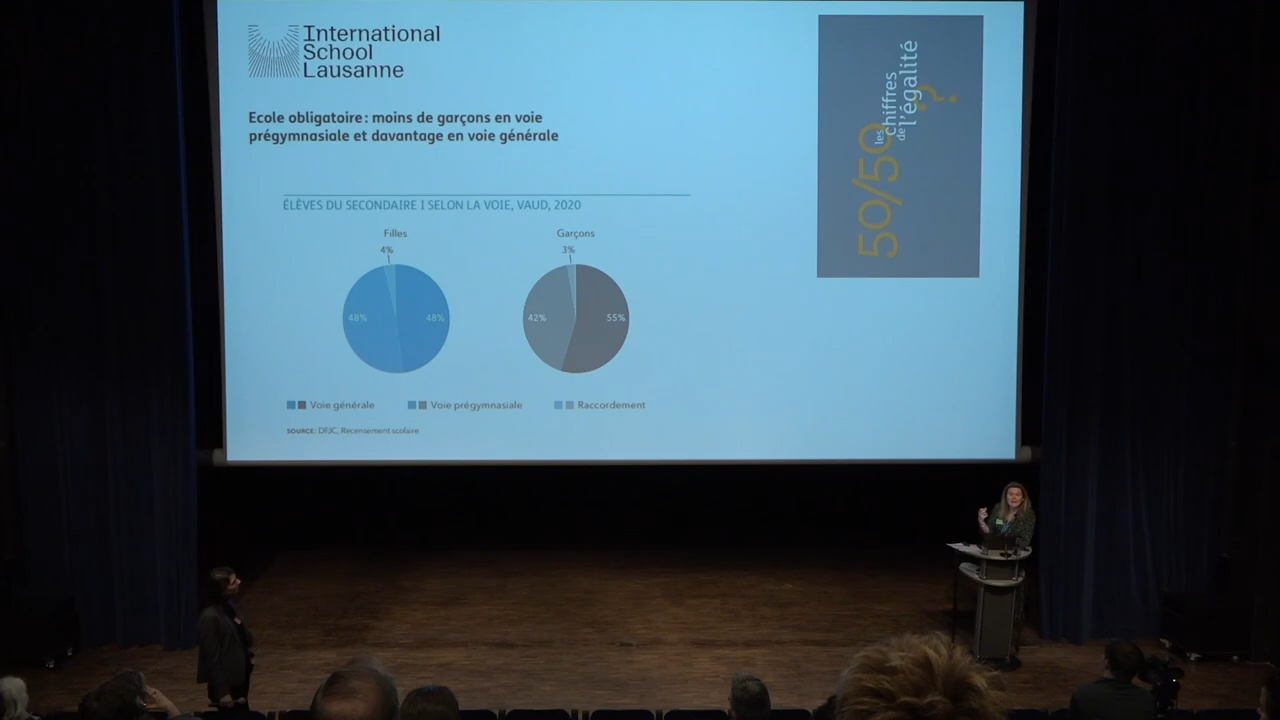 International
School
Lausanne
Ecole obligatoire : moins de garçons en voie
prégymnasiale et davantage en voie générale
ÉLÈVES DU SECONDAIRE I SELON LA VOIE, VAUD, 2020
Filles
4%
48%
48%
Garçons
3%
42%
55%
Voie générale
Voie prégymnasiale
Raccordement
SOURCE: DFJC, Recensement scolaire
50/50?
les chiffres
de l'égalité